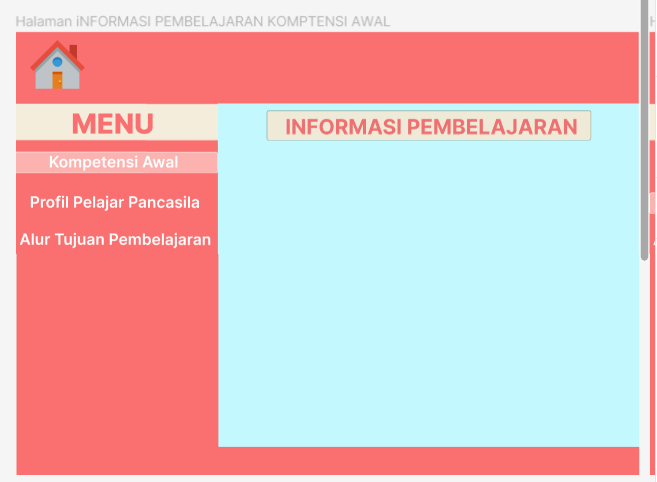 Halaman iNFORMASI PEMBELAJARAN KOMPTENSI AWAL
MENU
INFORMASI PEMBELAJARAN
Kompetensi Awal
Profil Pelajar Pancasila
Alur Tujuan Pembelajaran